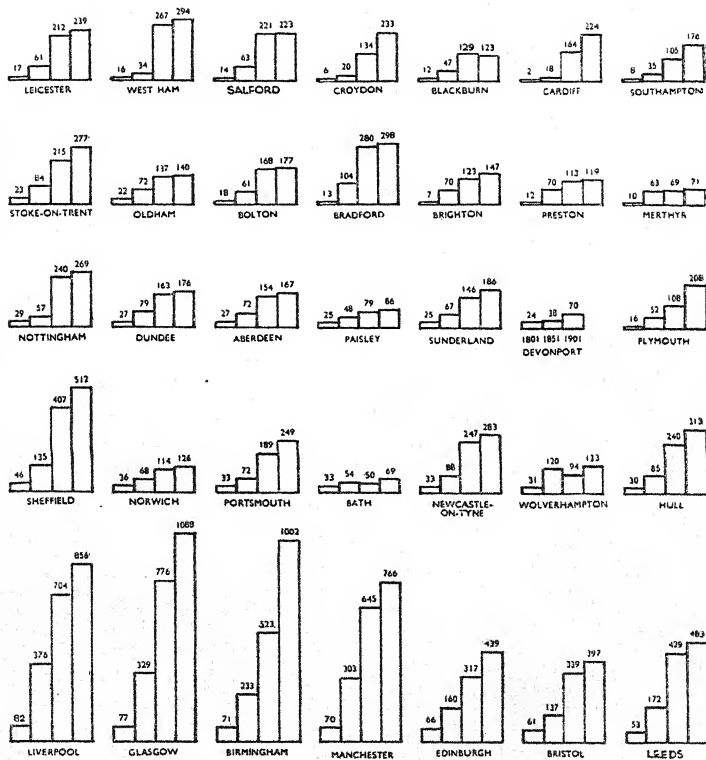 17 61 212 239
LEICESTER
16 34 267 294
WEST HAM
14 63 221 223
SALFORD
6 20 134 233
CROYDON
12 47 129 123
BLACKBURN
2 18 164 224
CARDIFF
8 35 105 176
SOUTHAMPTON
23 84 215 277
STOKE-ON-TRENT
22 72 137 140
OLDHAM
18 61 168 177
BOLTON
13 104 280 298
BRADFORD
7 70 123 147
BRIGHTON
12 70 113 119
PRESTON
10 63 69 71
MERTHYR
29 57 240 269
NOTTINGHAM
27 79 163 176
DUNDEE
27 72 154 167
ABERDEEN
25 48 79 86
PAISLEY
25 67 146 186
SUNDERLAND
24 38 70
1801 1851 1901
DEVONPORT
16 52 108 208
PLYMOUTH
46 135 407 512
SHEFFIELD
36 68 114 126
NORWICH
33 72 189 249
PORTSMOUTH
33 54 50 69
BATH
33 88 247 283
NEWCASTLE-
ON-TYNE
31 120 94 133
WOLVERHAMPTON
30 85 240 313
HULL
82 376 704 856
LIVERPOOL
77 329 776 1088
GLASGOW
71 233 523 1002
BIRMINGHAM
70 303 645 766
MANCHESTER
66 160 317 439
EDINBURGH
61 137 339 397
BRISTOL
53 172 429 483
LEEDS